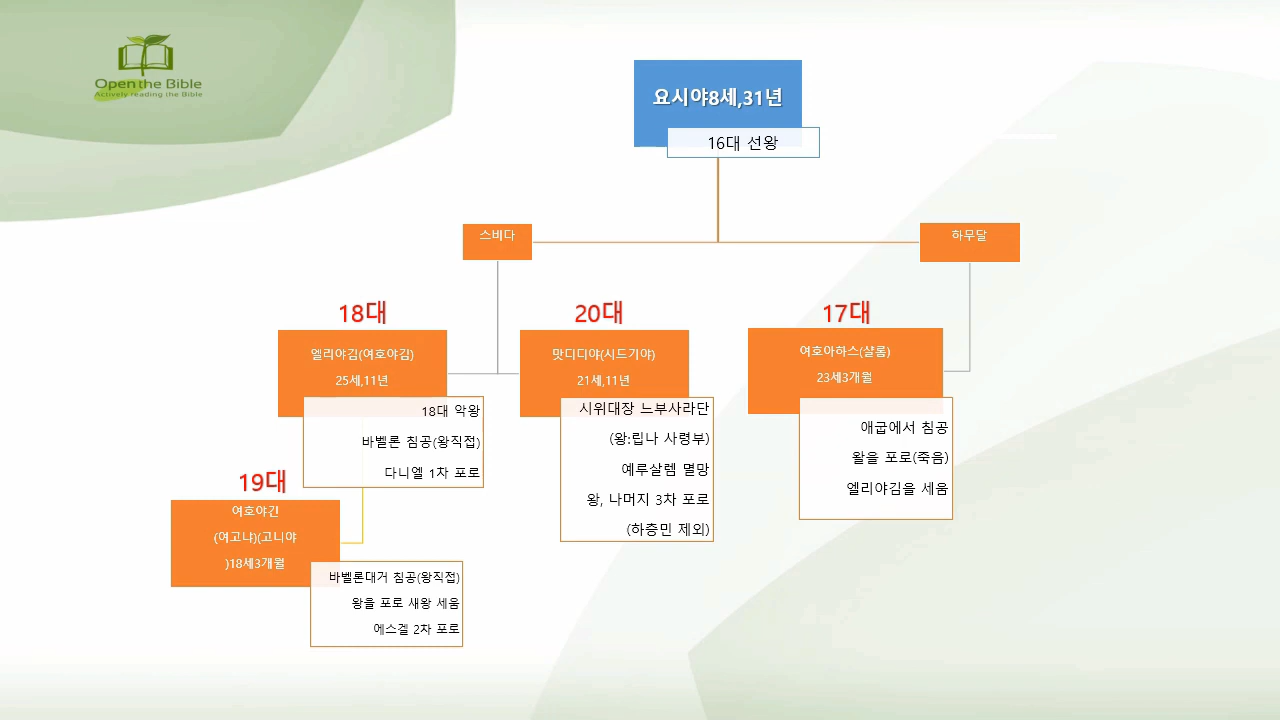 Open the Bible
Actively reading the Bible
요시야8세,31년
16대 선왕
스비다
하무달
18대
엘리야김(여호야김)
25세,11년
18대 악왕
바벨론 침공(왕직접)
다니엘 1차 포로
20대
맛디디야(시드기야)
21세,11년
시위대장 느부사라단
(왕:립나 사령부)
예루살렘 멸망
왕, 나머지 3차 포로
(하층민 제외)
17대
여호아하스(샬룸)
23세3개월
애굽에서 침공
왈을 포로(죽음)
엘리야김을 세움
19대
여호야긴
(여고냐)(고니야
)18세3개월
바벨론대거 침공(왕직접)
왕을 포로 새왕 세움
에스겔 2차 포로